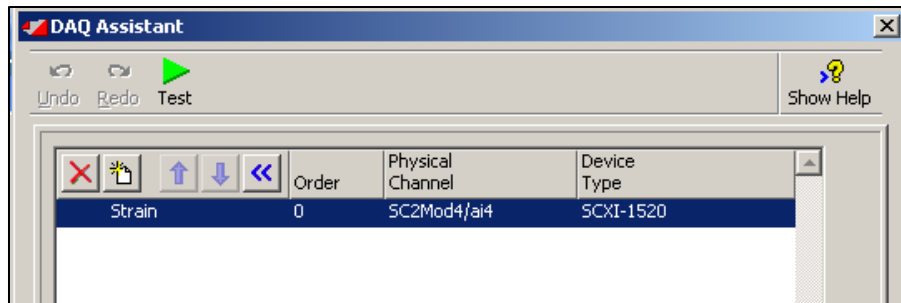 DAQ Assistant
Undo Redo Test Show Help
Order Physical Channel Device Type
Strain 0 SC2Mod4/ai4 SCXI-1520